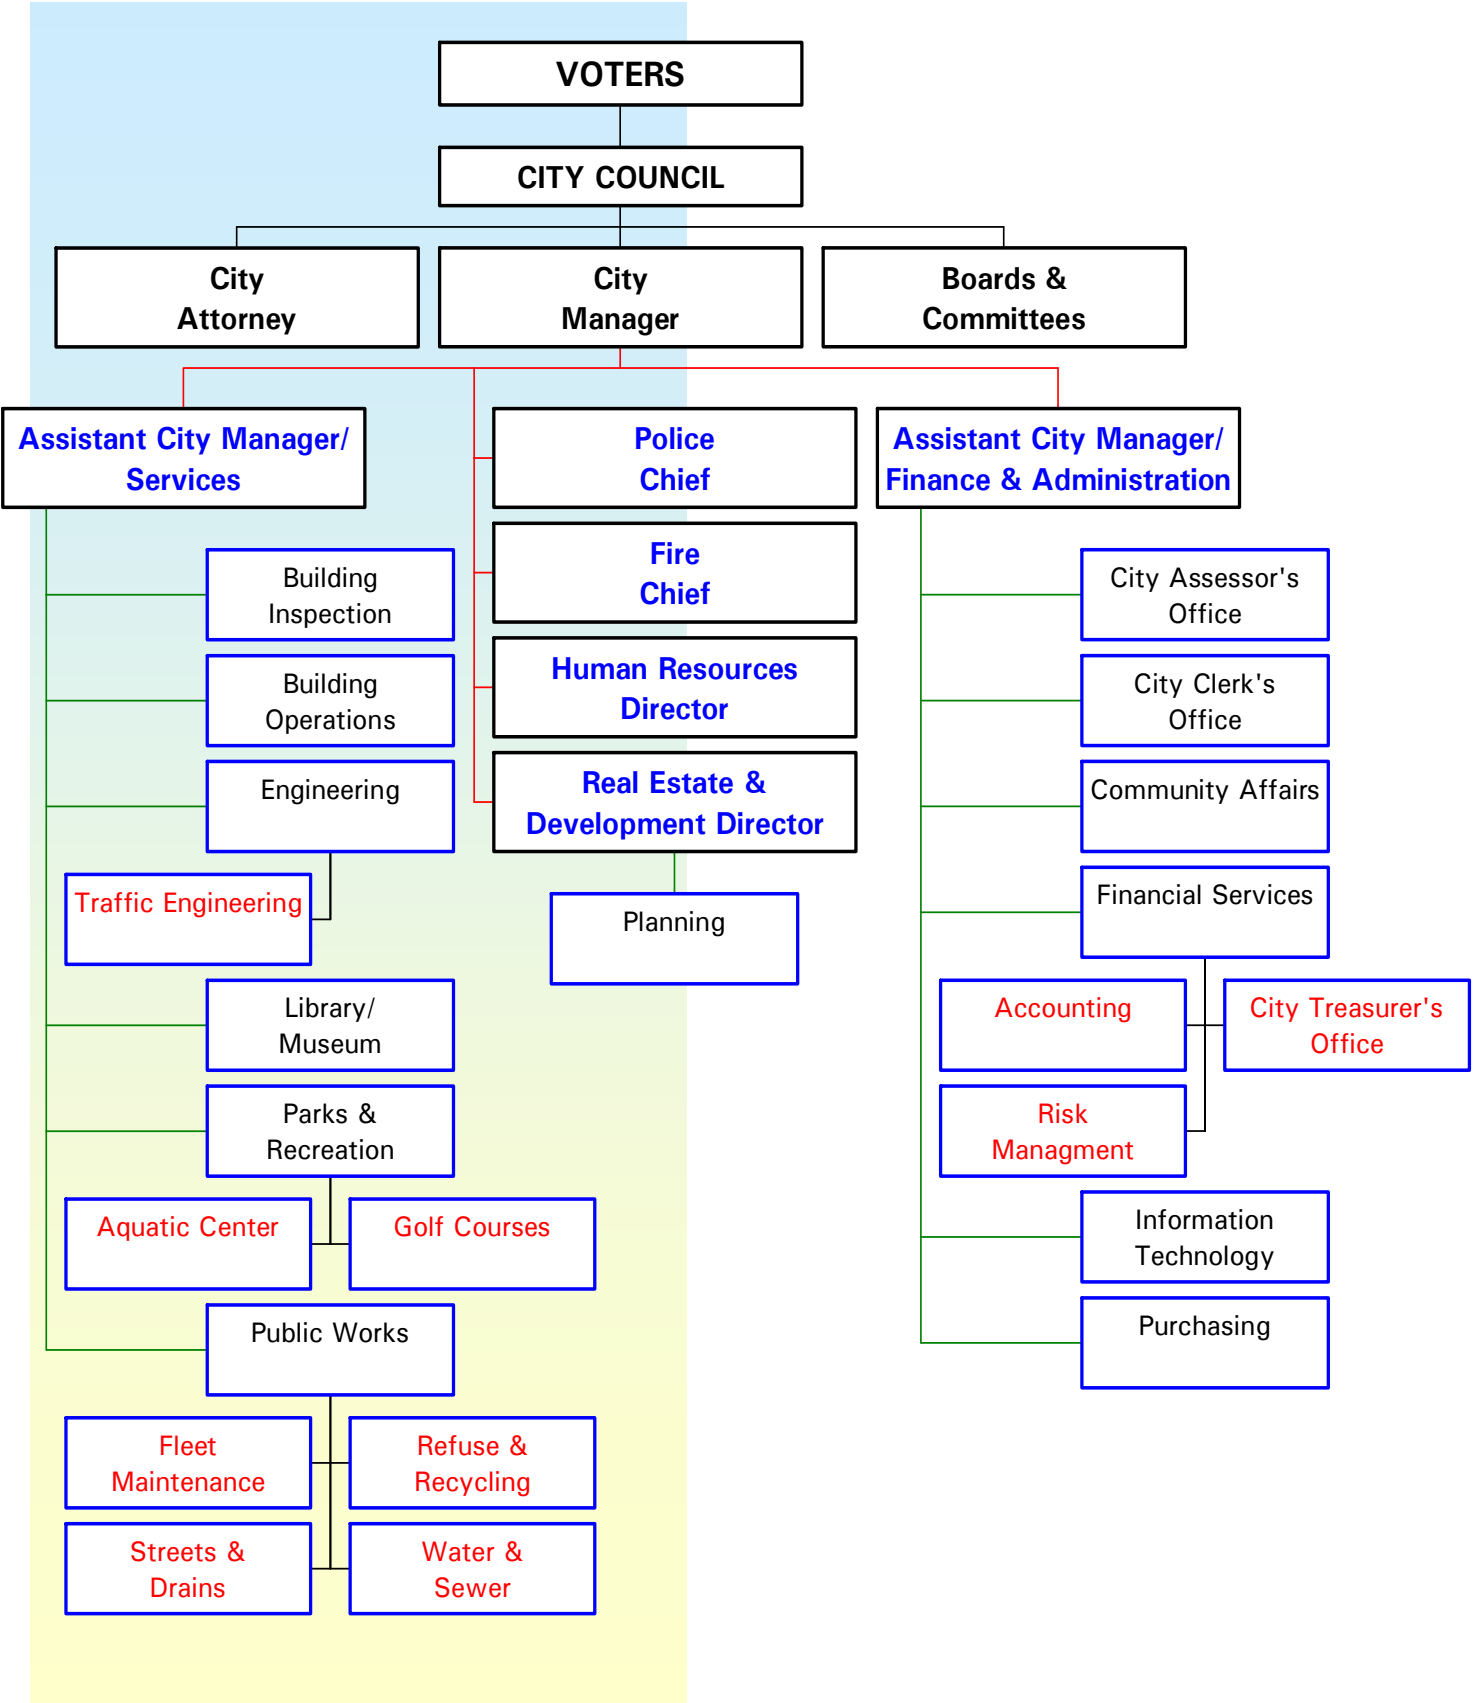 VOTERS
CITY COUNCIL
City
Attorney
City
Manager
Boards &
Committees
Assistant City Manager/
Services
Building
Inspection
Building
Operations
Engineering
Traffic Engineering
Library/
Museum
Parks &
Recreation
Aquatic Center
Golf Courses
Public Works
Fleet
Maintenance
Refuse &
Recycling
Streets &
Drains
Water &
Sewer
Police
Chief
Fire
Chief
Human Resources
Director
Real Estate &
Development Director
Planning
Assistant City Manager/
Finance & Administration
City Assessor's
Office
City Clerk's
Office
Community Affairs
Financial Services
Accounting
City Treasurer's
Office
Risk
Managment
Information
Technology
Purchasing